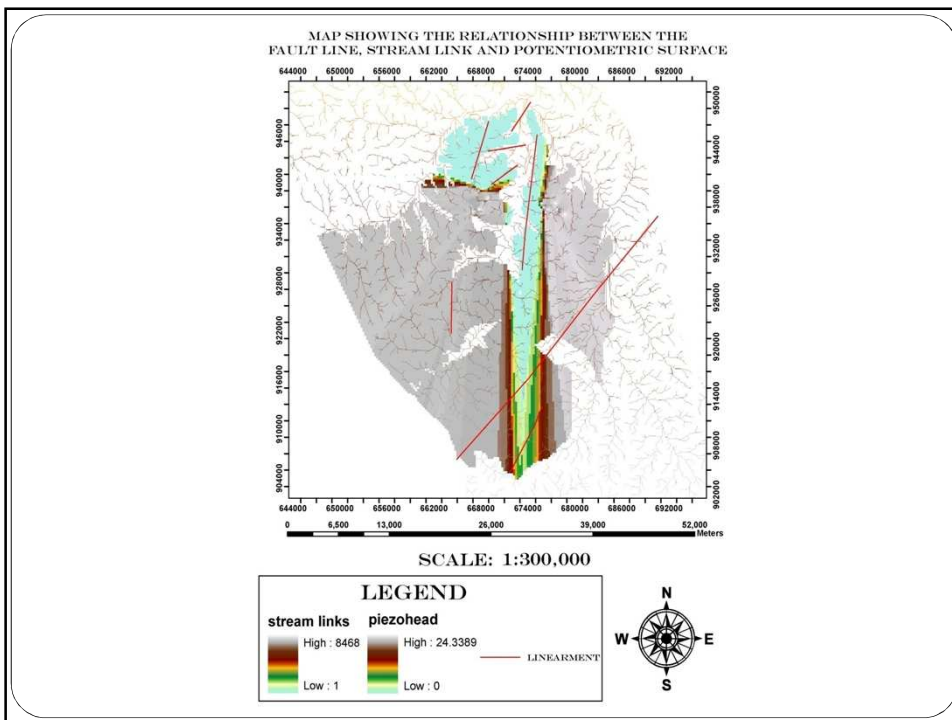 MAP SHOWING THE RELATIONSHIP BETWEEN THE
FAULT LINE, STREAM LINK AND POTENTIOMETRIC SURFACE
644000 650000 656000 662000 668000 674000 680000 686000 692000
946000
940000
934000
928000
922000
916000
910000
904000
950000
944000
938000
932000
926000
920000
914000
908000
902000
644000 650000 656000 662000 668000 674000 680000 686000 692000
0 6,500 13,000 26,000 39,000 52,000
Meters
SCALE: 1:300,000
LEGEND
stream links piezohead
High : 8468 High : 24.3389
LINEARMENT
Low : 1 Low : 0
N
W E
S